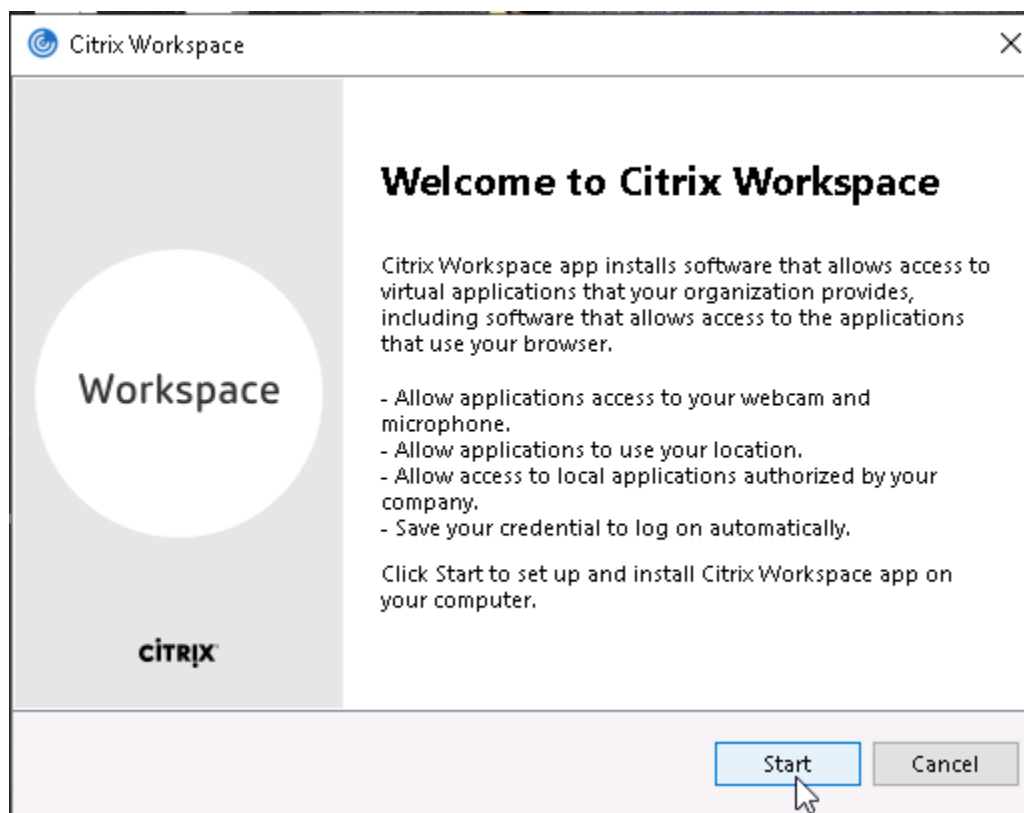 Citrix Workspace
Welcome to Citrix Workspace
Citrix Workspace app installs software that allows access to
virtual applications that your organization provides,
including software that allows access to the applications
that use your browser.
- Allow applications access to your webcam and
microphone.
- Allow applications to use your location.
- Allow access to local applications authorized by your
company.
- Save your credential to log on automatically.
Click Start to set up and install Citrix Workspace app on
your computer.
Workspace
CITRIX
Start
Cancel